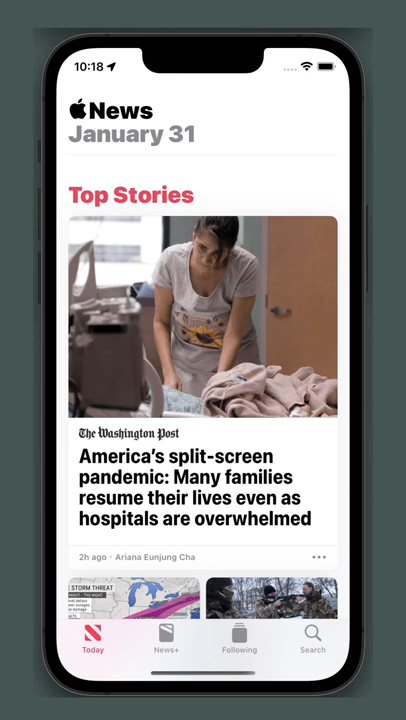 10:18
News
January 31
Top Stories
The Washington Post
America's split-screen
pandemic: Many families
resume their lives even as
hospitals are overwhelmed
2h ago · Ariana Eunjung Cha
STORM THREAT
Today
News+
Following
Search